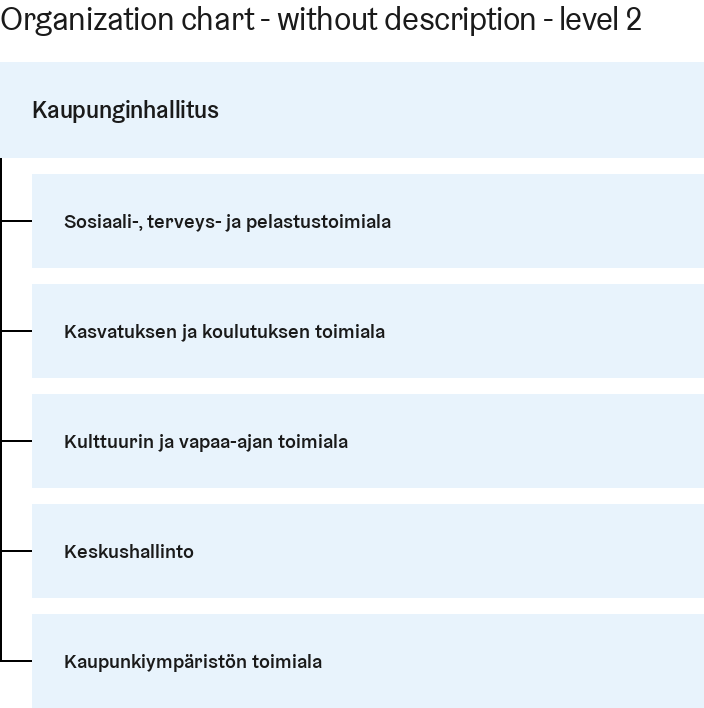 Organization chart - without description - level 2
Kaupunginhallitus
Sosiaali-, terveys- ja pelastustoimiala
Kasvatuksen ja koulutuksen toimiala
Kulttuurin ja vapaa-ajan toimiala
Keskushallinto
Kaupunkiympäristön toimiala